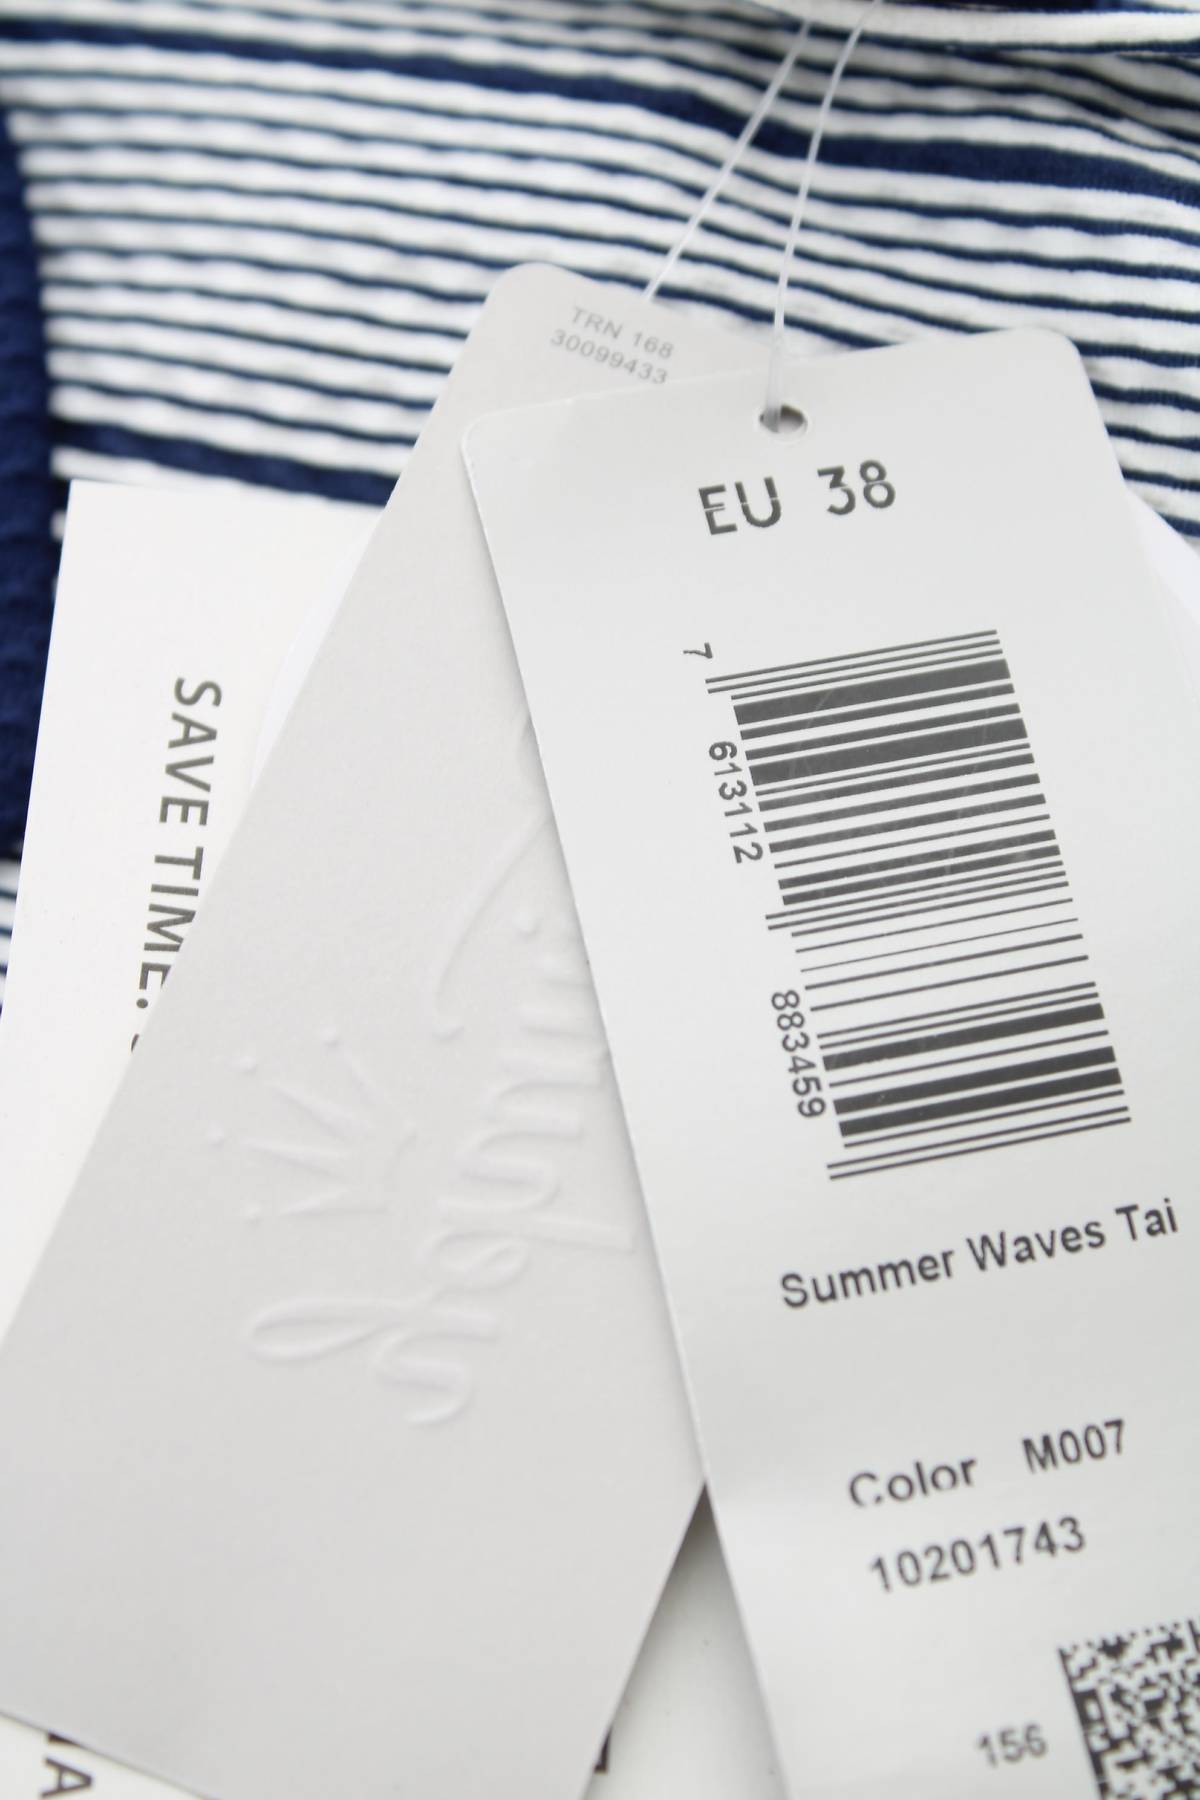 TRN 168
30099433
EU 38
7 613112 883459
Summer Waves Tai
Color M007
10201743
156
SAVE TIME.